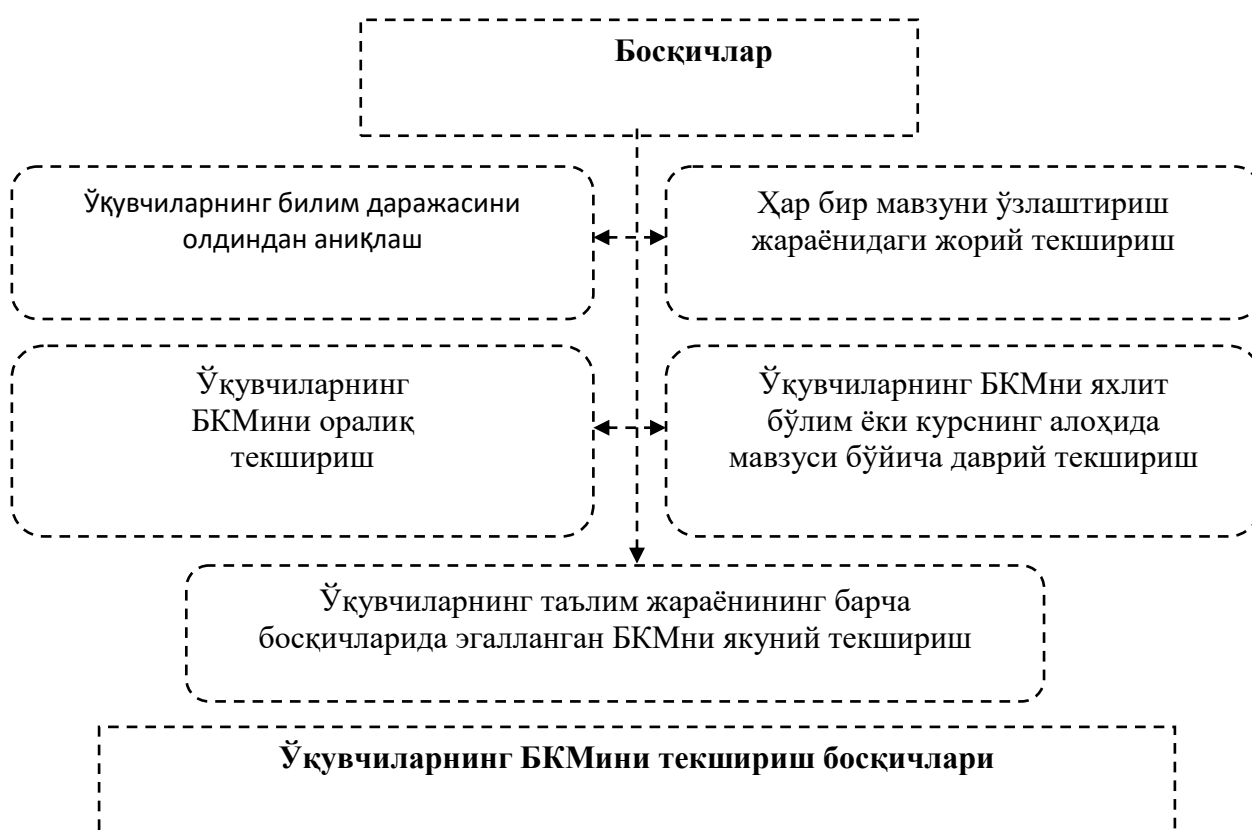 Босқичлар
Ўқувчиларнинг билим даражасини
олдиндан аниқлаш
Ҳар бир мавзуни ўзлаштириш
жараёнидаги жорий текшириш
Ўқувчиларнинг
БКМини оралиқ
текшириш
Ўқувчиларнинг БКМни яхлит
бўлим ёки курснинг алоҳида
мавзуси бўйича даврий текшириш
Ўқувчиларнинг таълим жараёнининг барча
босқичларида эгалланган БКМни якуний текшириш
Ўқувчиларнинг БКМини текшириш босқичлари